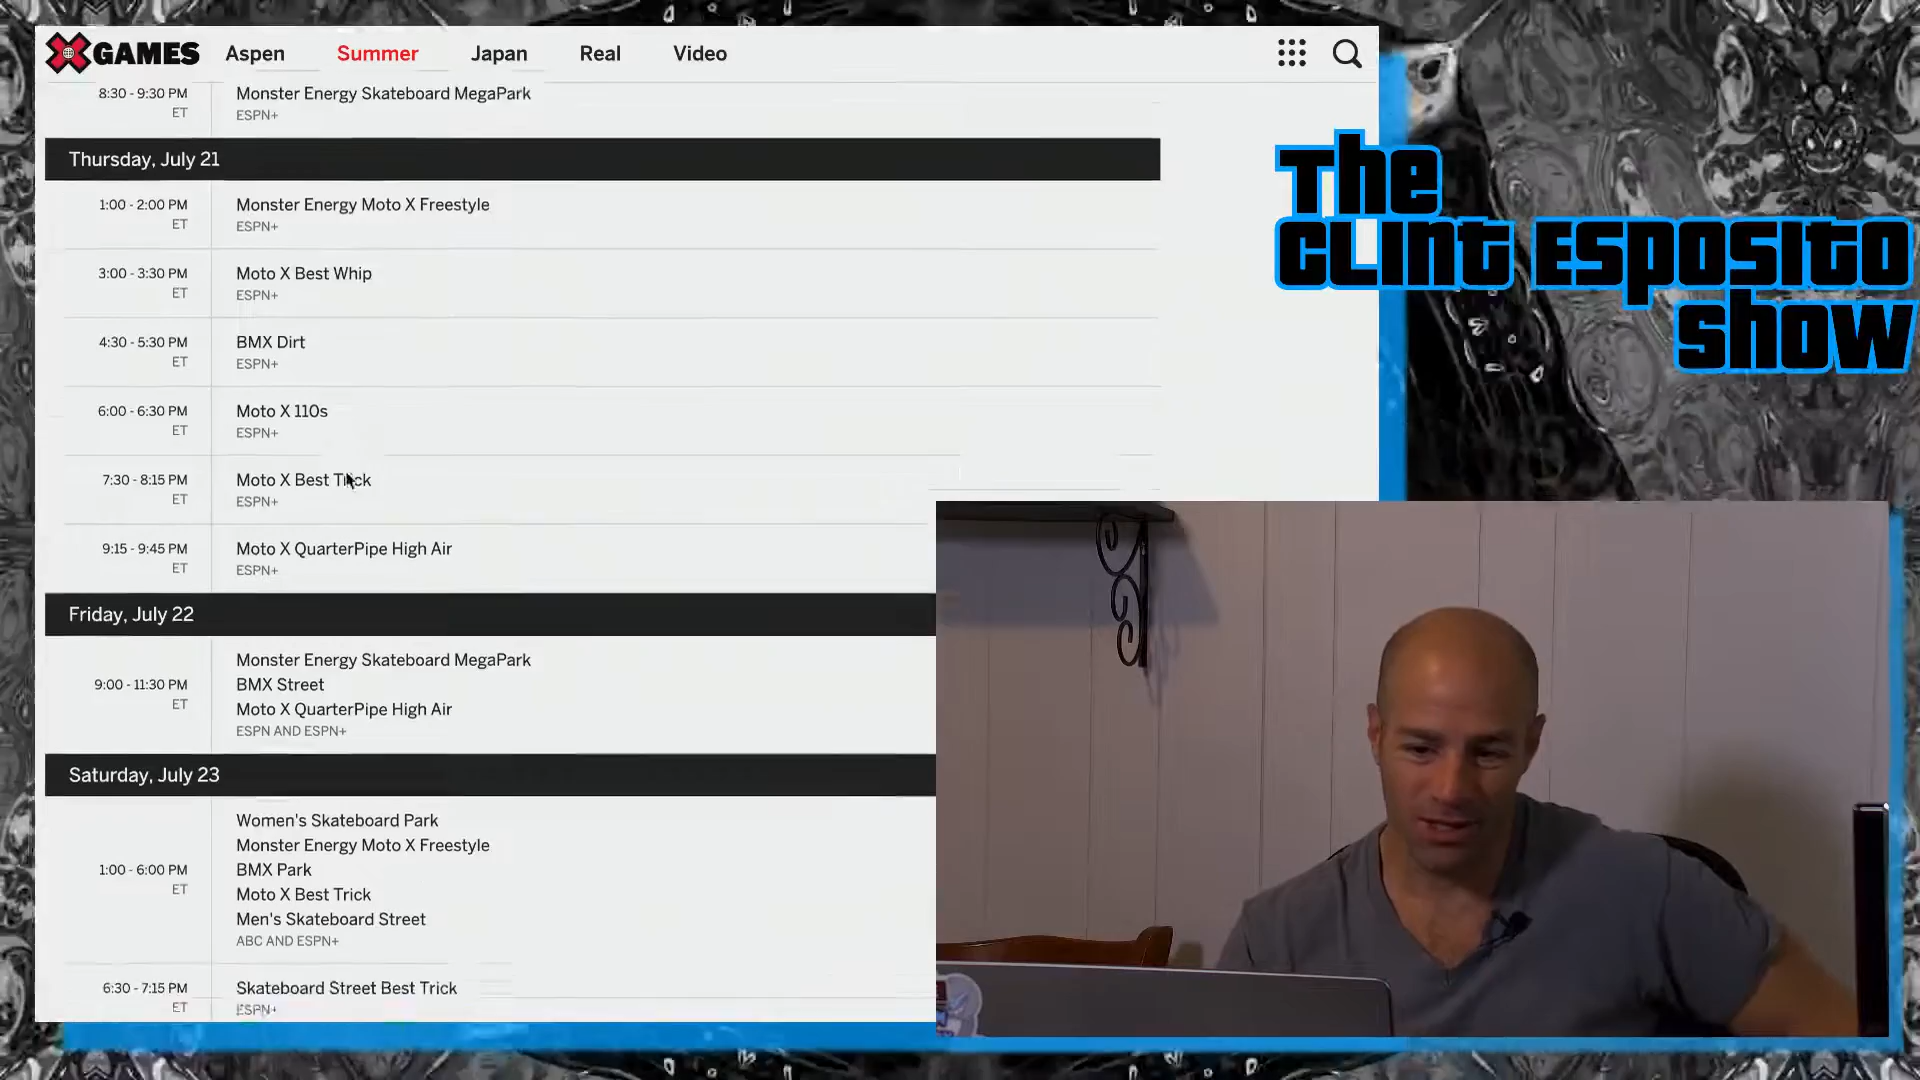 X GAMES Aspen Summer Japan Real Video
8:30 - 9:30 PM ET
Monster Energy Skateboard MegaPark
ESPN+
Thursday, July 21
1:00 - 2:00 PM ET
Monster Energy Moto X Freestyle
ESPN+
3:00 - 3:30 PM ET
Moto X Best Whip
ESPN+
4:30 - 5:30 PM ET
BMX Dirt
ESPN+
6:00 - 6:30 PM ET
Moto X 110s
ESPN+
7:30 - 8:15 PM ET
Moto X Best Trick
ESPN+
9:15 - 9:45 PM ET
Moto X QuarterPipe High Air
ESPN+
Friday, July 22
9:00 - 11:30 PM ET
Monster Energy Skateboard MegaPark
BMX Street
Moto X QuarterPipe High Air
ESPN AND ESPN+
Saturday, July 23
1:00 - 6:00 PM ET
Women's Skateboard Park
Monster Energy Moto X Freestyle
BMX Park
Moto X Best Trick
Men's Skateboard Street
ABC AND ESPN+
6:30 - 7:15 PM ET
Skateboard Street Best Trick
ESPN+
The
CLINt ESposIto
show